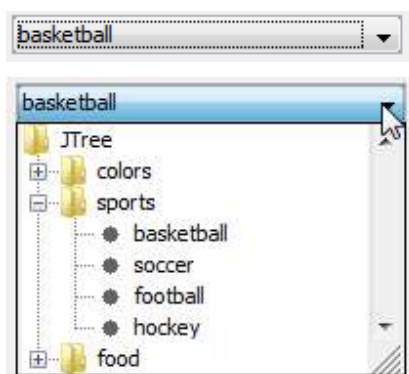 basketball
basketball
JTree
colors
sports
basketball
soccer
football
hockey
food